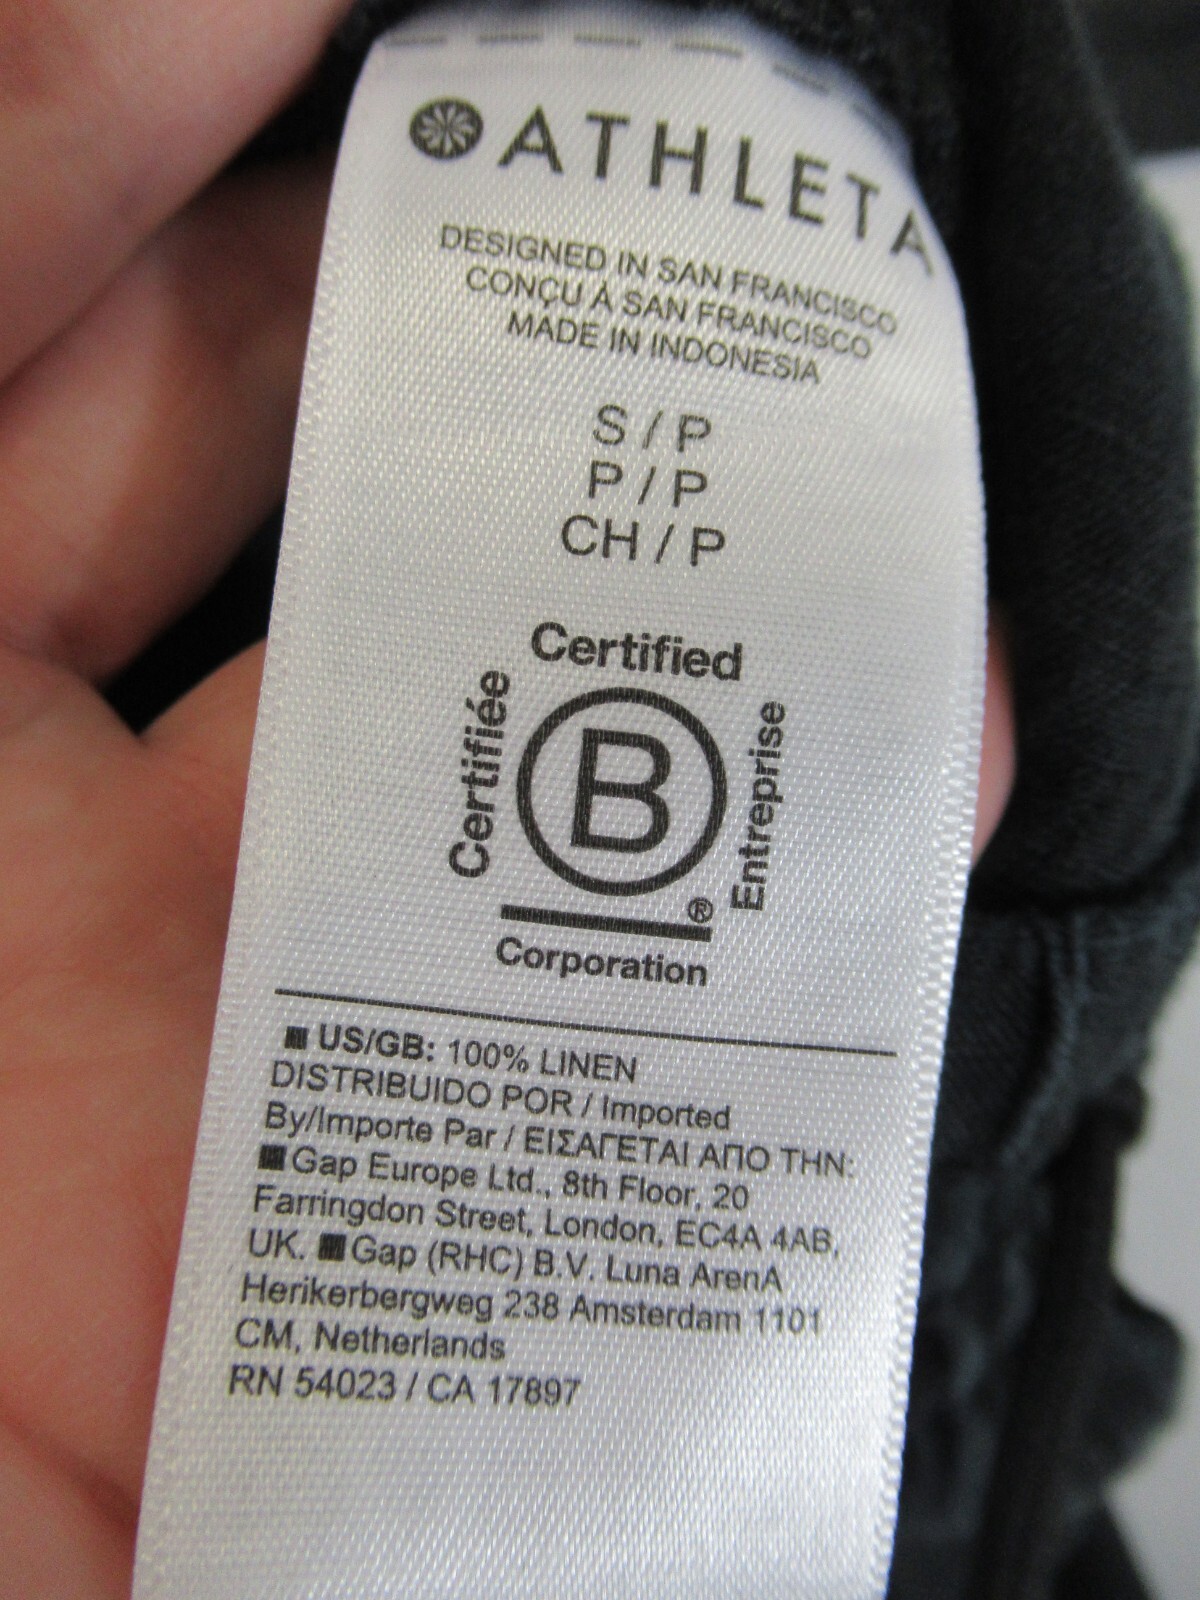 ATHLETA
DESIGNED IN SAN FRANCISCO
CONÇU À SAN FRANCISCO
MADE IN INDONESIA
S / P
P / P
CH / P
Certified
Certifiée
B
Entreprise
®
Corporation
US/GB: 100% LINEN
DISTRIBUIDO POR / Imported
By/Importe Par / ΕΙΣΑΓΕΤΑΙ ΑΠΟ ΤΗΝ:
Gap Europe Ltd., 8th Floor, 20
Farringdon Street, London, EC4A 4AB,
UK. Gap (RHC) B.V. Luna ArenA
Herikerbergweg 238 Amsterdam 1101
CM, Netherlands
RN 54023 / CA 17897